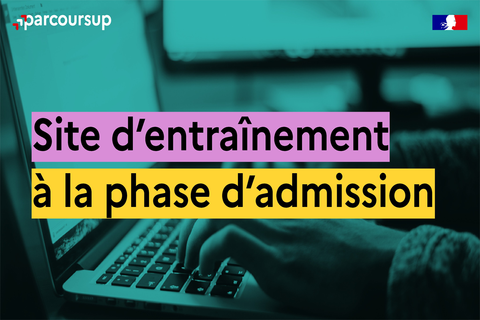 parcoursup
Site d’entraînement
à la phase d’admission